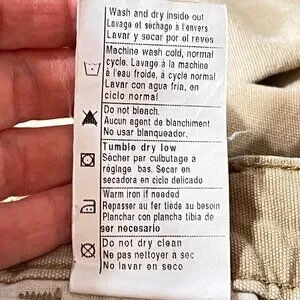 Wash and dry inside out
Lavage et séchage à l'envers
Lavar y secar por el reves
Machine wash cold, normal
cycle. Lavage à la machine
à l'eau froide, à cycle normal
Lavar con agua fria, en
ciclo normal
Do not bleach.
Aucun agent de blanchiment
No usar blanqueador.
Tumble dry low
Sècher par culbutage à
réglage bas. Secar en
secadora en ciclo delicado
Warm iron if needed
Repasser au fer tiède au besoin
Planchar con plancha tibia de
ser necesario
Do not dry clean
Ne pas nettoyer a sec
No lavar en seco